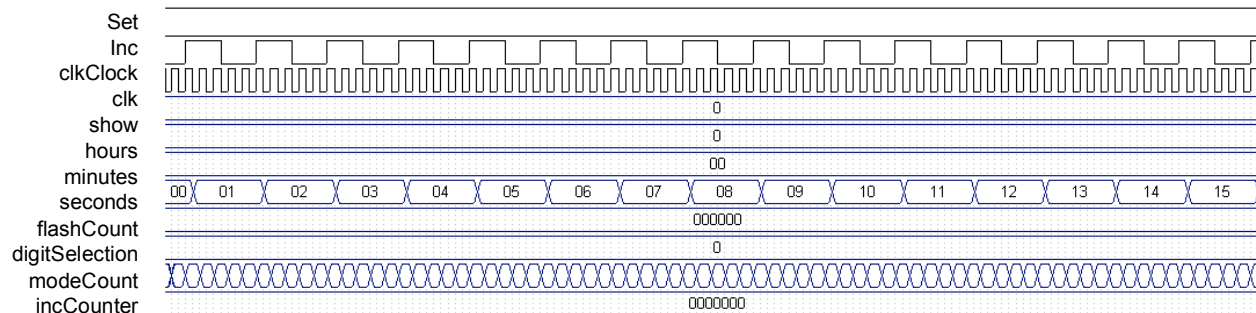 Set
Inc
clkClock
clk
0
show
0
hours
00
minutes
00 01 02 03 04 05 06 07 08 09 10 11 12 13 14 15
seconds
000000
flashCount
0
digitSelection
modeCount
0000000
incCounter